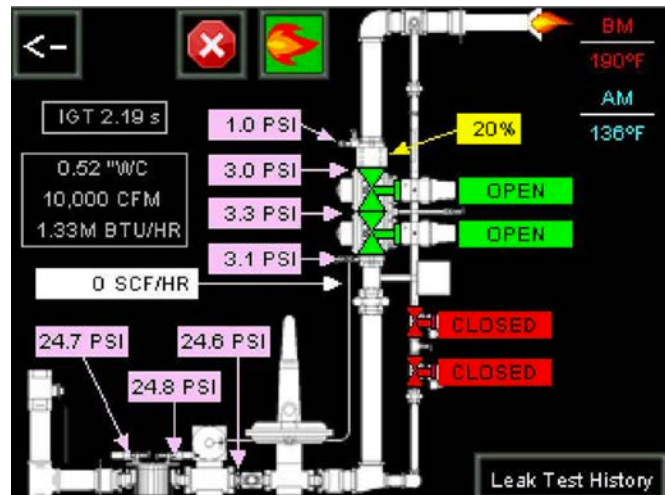 <-
BM
190°F
AM
136°F
IGT 2.19 s
1.0 PSI
20%
0.52 "WC
10,000 CFM
1.33M BTU/HR
3.0 PSI
OPEN
3.3 PSI
OPEN
3.1 PSI
0 SCF/HR
CLOSED
24.7 PSI
24.6 PSI
CLOSED
24.8 PSI
Leak Test History